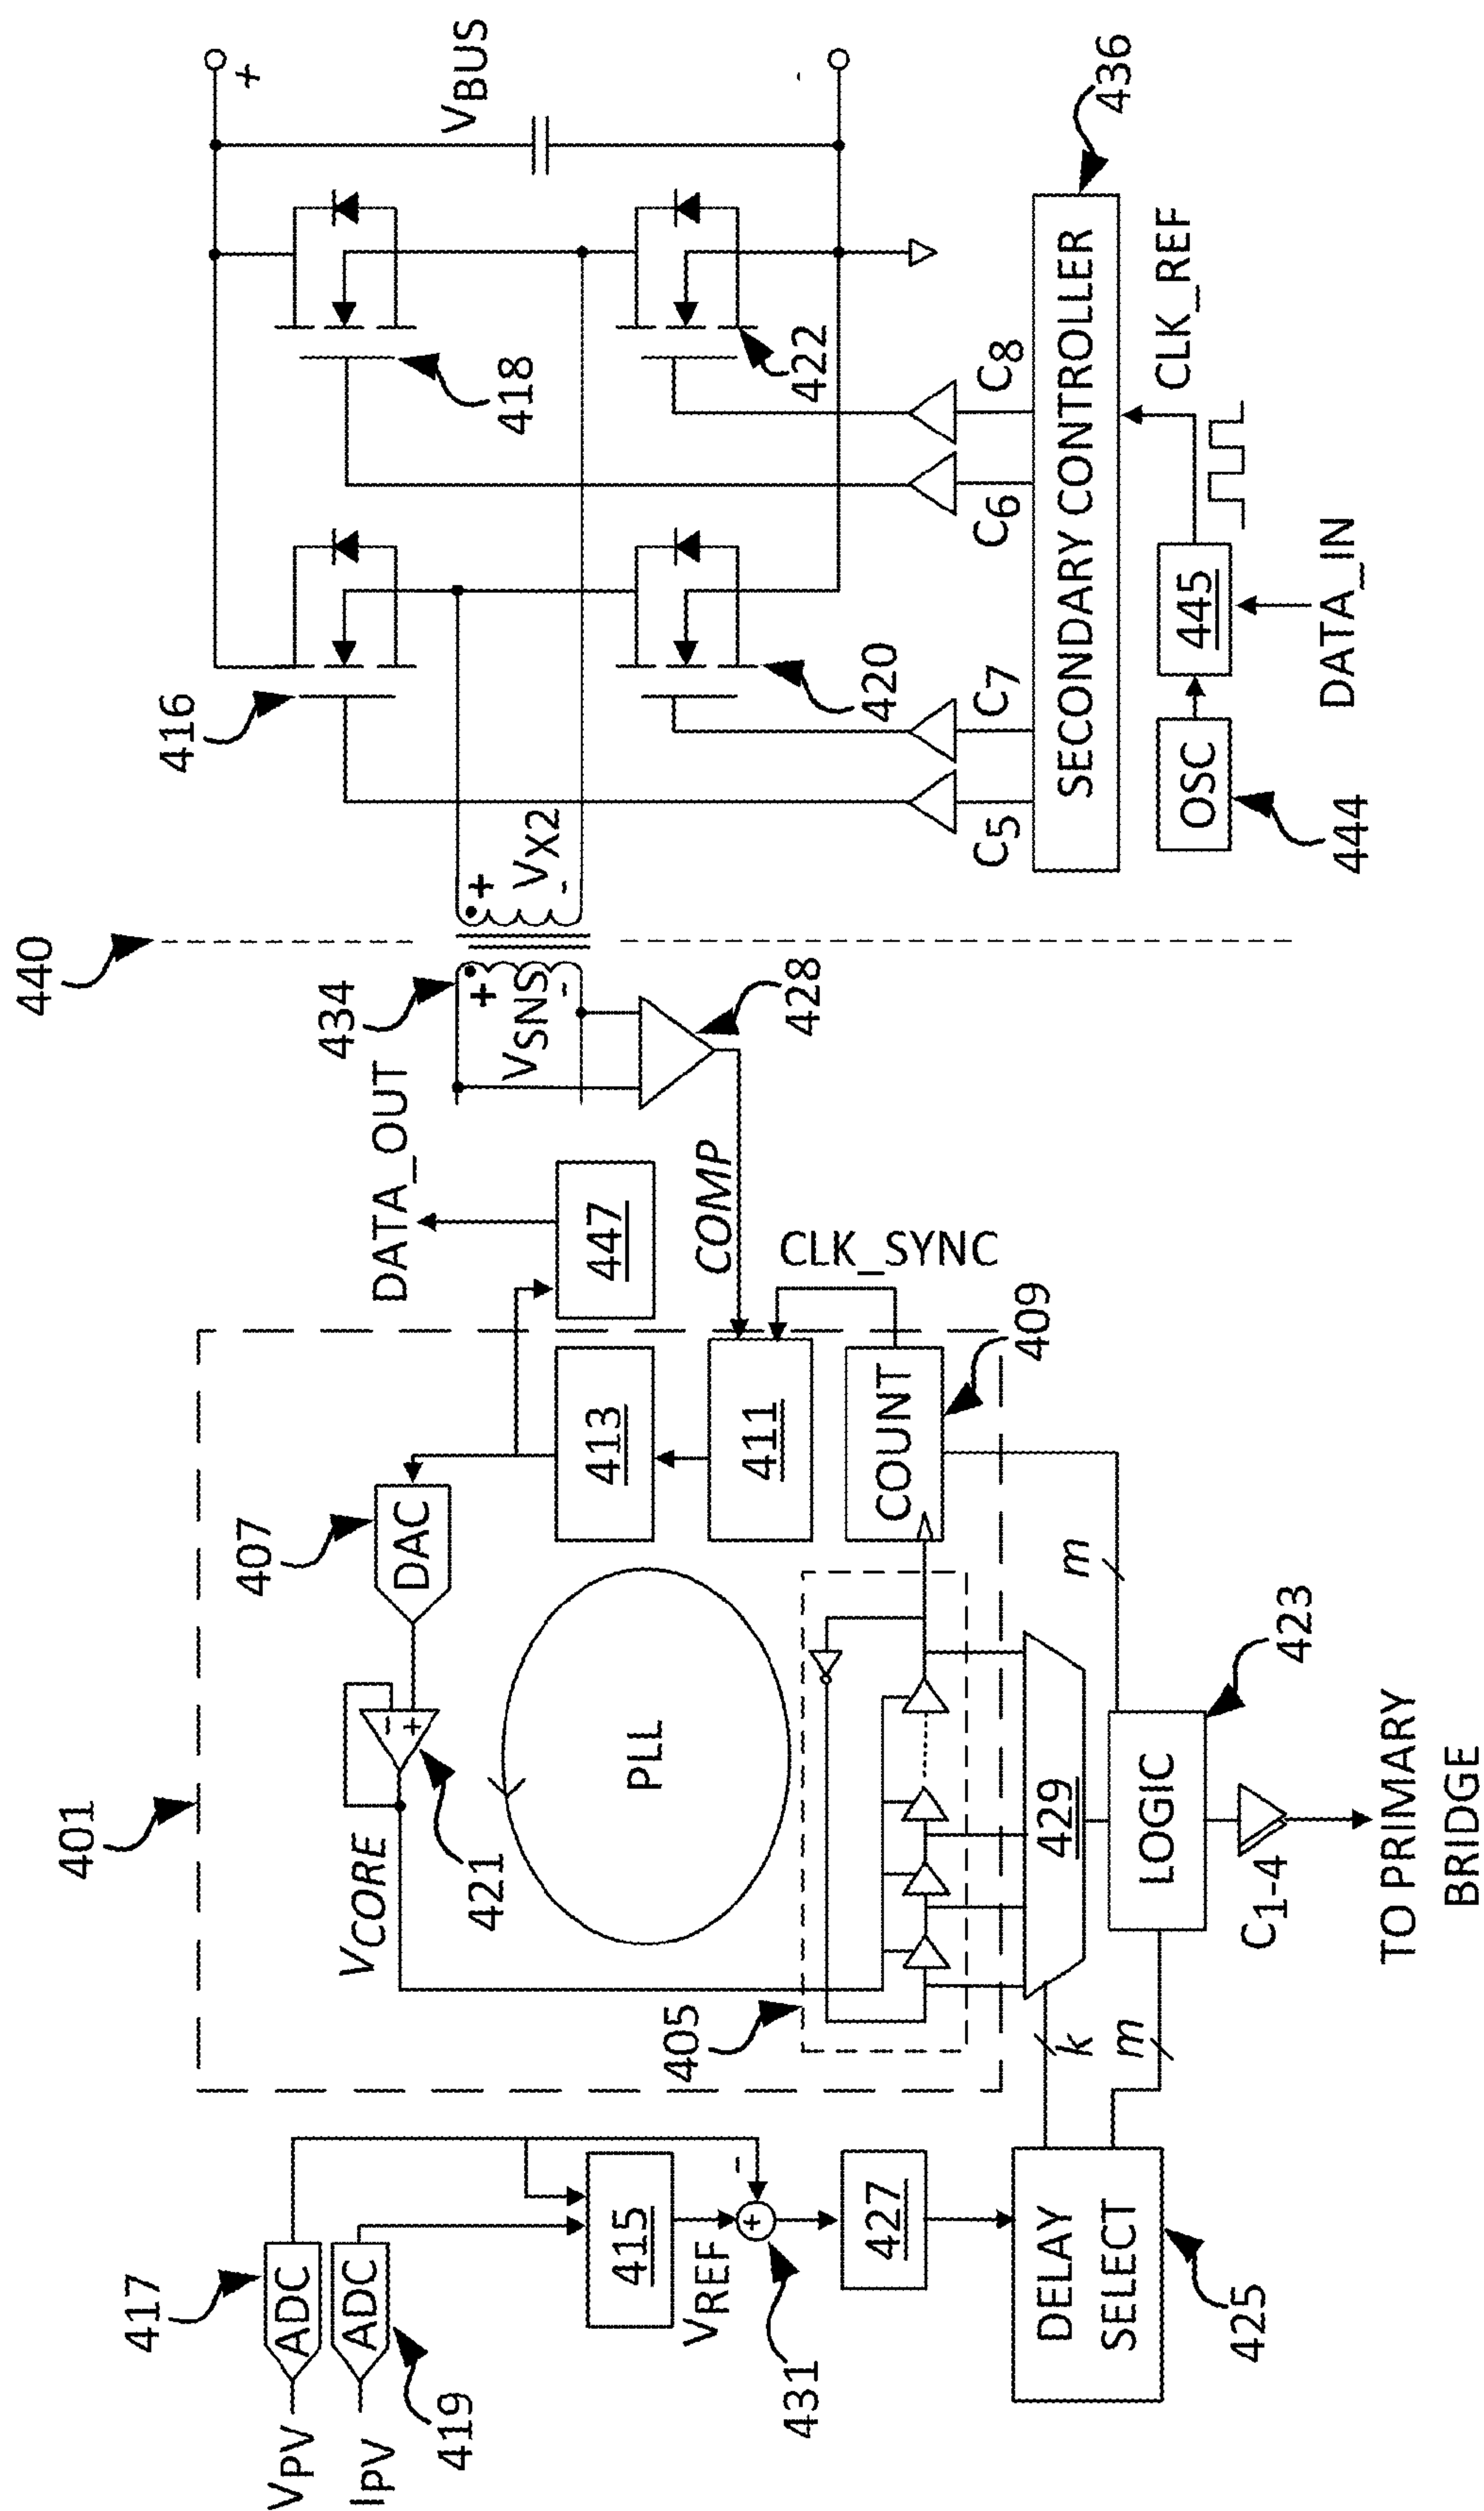 440
401
434
416
+
407
DATA_OUT
417
VPV
ADC
IPV
ADC
419
VCORE
-
+
421
DAC
413
447
VSNS
+
-
+
VX2
-
418
VBUS
415
VREF
-
+
431
427
PLL
411
COMP
428
420
422
-
405
COUNT
CLK_SYNC
409
C5
C7
C6
C8
k
m
429
m
DELAY
SELECT
425
LOGIC
423
SECONDARY CONTROLLER
436
C1-4
OSC
444
445
CLK_REF
DATA_IN
TO PRIMARY
BRIDGE